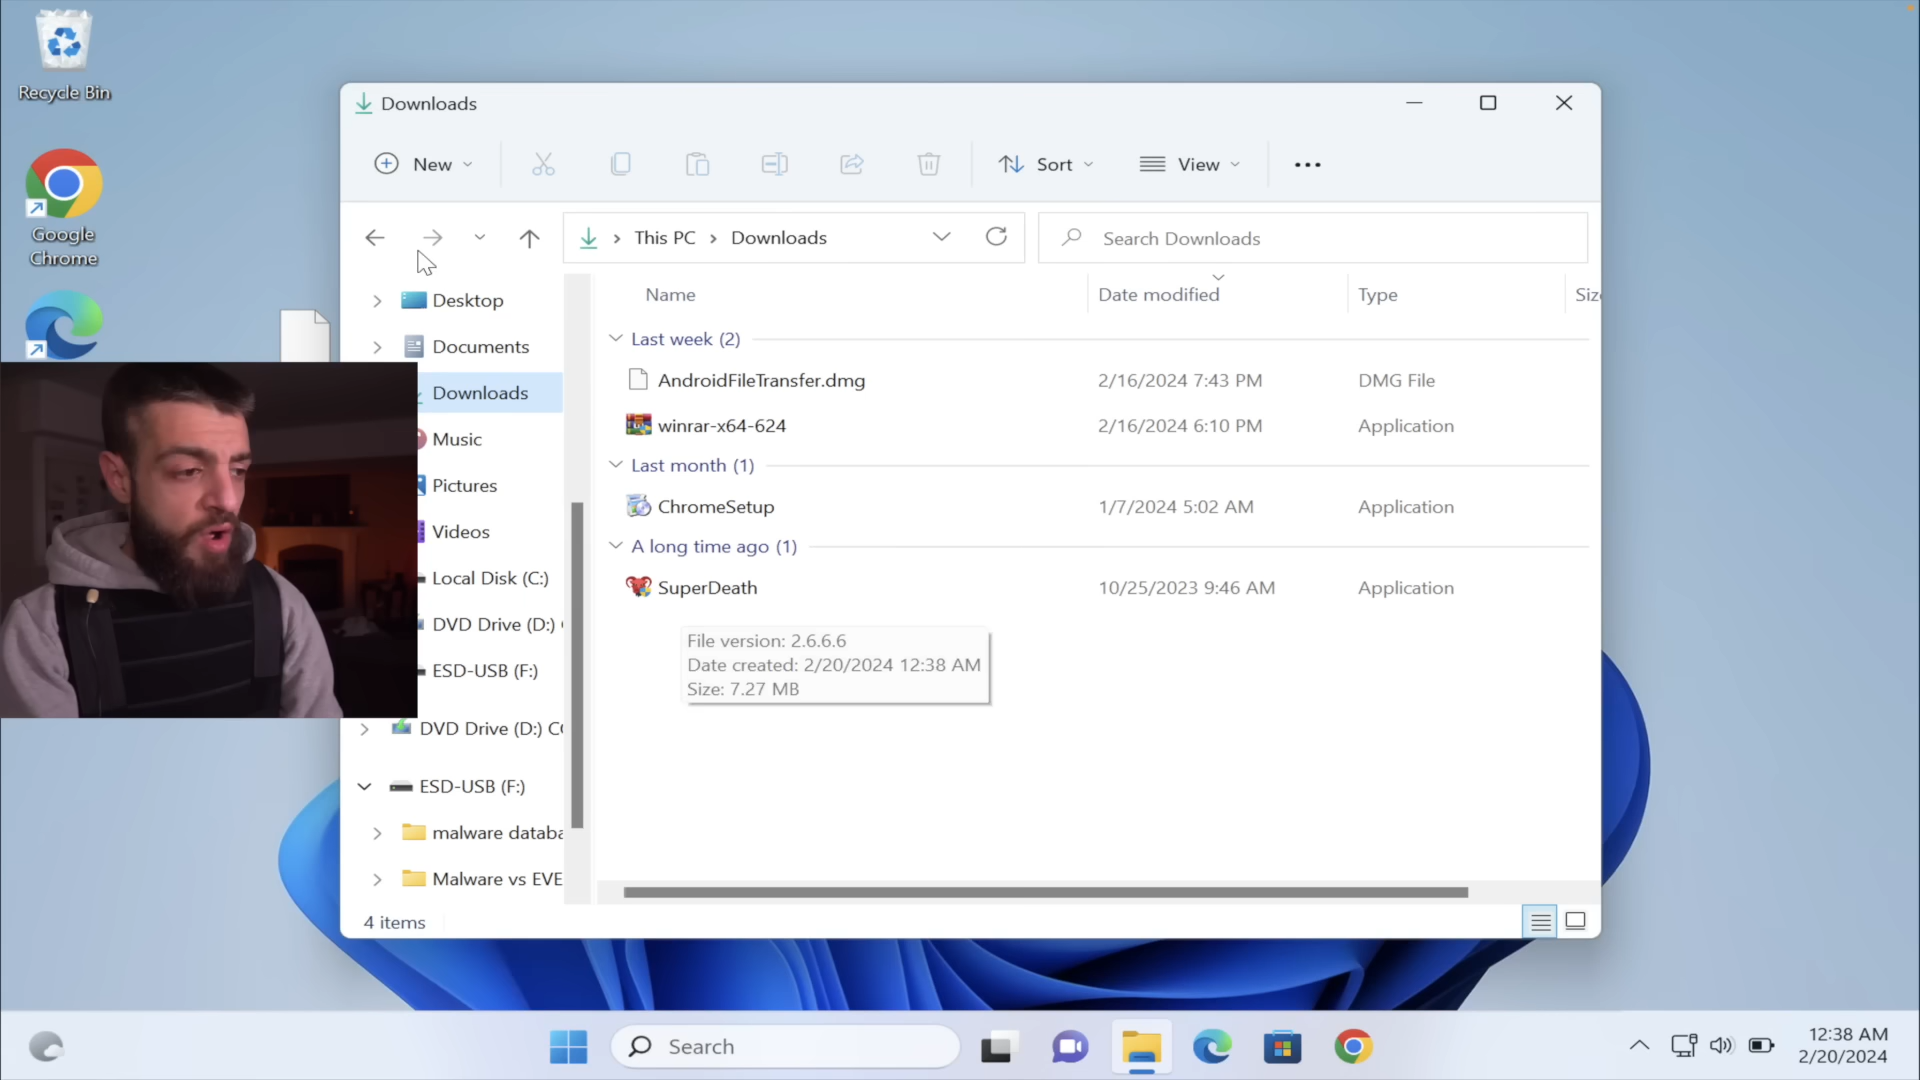 Recycle Bin
Google
Chrome
Downloads
New
Sort
View
This PC
Downloads
Search Downloads
Desktop
Documents
Downloads
Music
Pictures
Videos
Local Disk (C:)
DVD Drive (D:)
ESD-USB (F:)
DVD Drive (D:)
ESD-USB (F:)
malware databa
Malware vs EVE
Name
Date modified
Type
Siz
Last week (2)
AndroidFileTransfer.dmg
2/16/2024 7:43 PM
DMG File
winrar-x64-624
2/16/2024 6:10 PM
Application
Last month (1)
ChromeSetup
1/7/2024 5:02 AM
Application
A long time ago (1)
SuperDeath
10/25/2023 9:46 AM
Application
File version: 2.6.6.6
Date created: 2/20/2024 12:38 AM
Size: 7.27 MB
4 items
Search
12:38 AM
2/20/2024